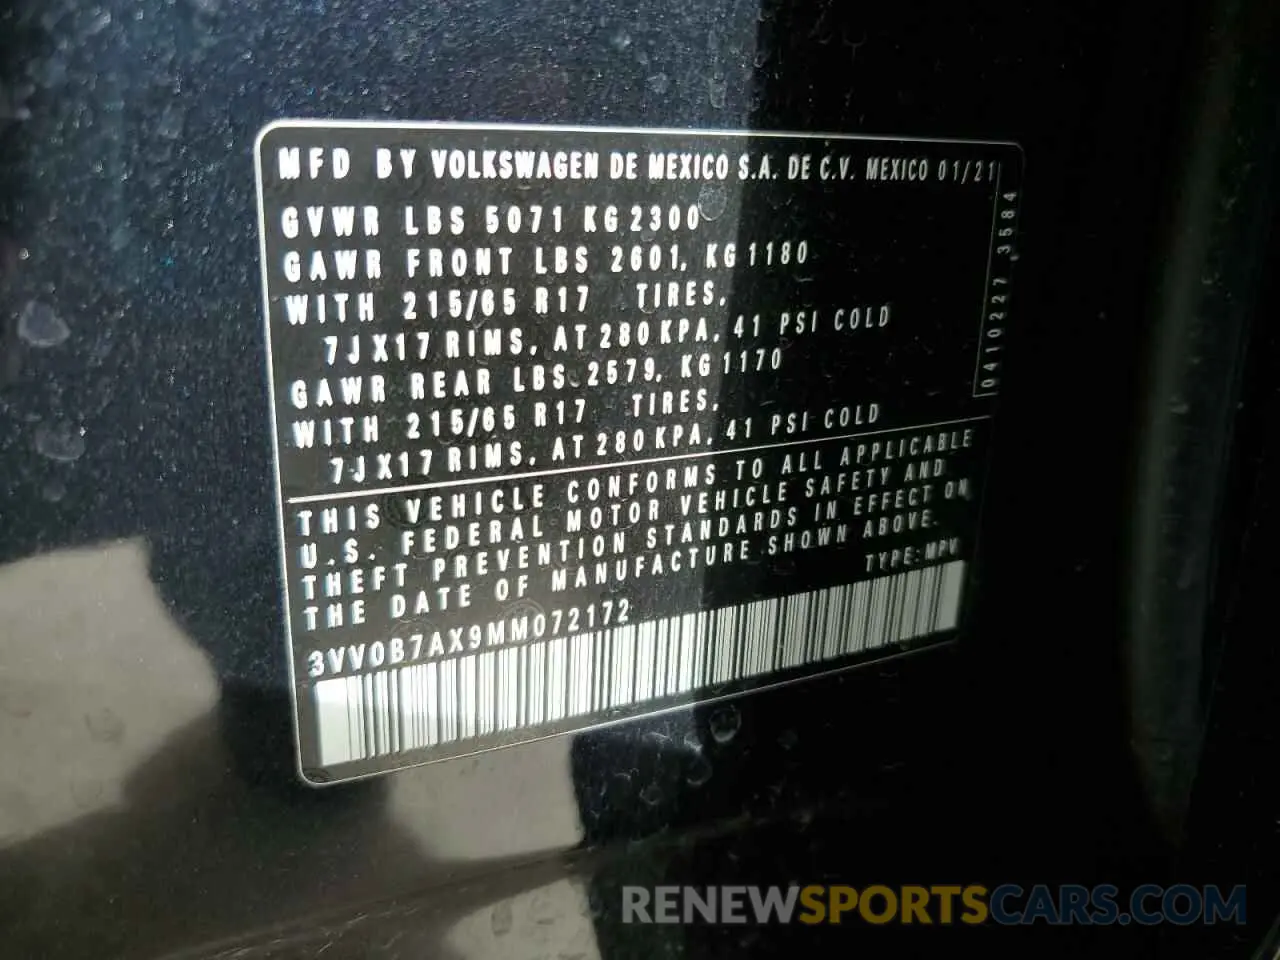 MFD BY VOLKSWAGEN DE MEXICO S.A. DE C.V. MEXICO 01/21
GVWR LBS 5071 KG 2300
GAWR FRONT LBS 2601, KG 1180
WITH 215/65 R17 TIRES,
7JX17 RIMS, AT 280 KPA, 41 PSI COLD
GAWR REAR LBS 2579, KG 1170
WITH 215/65 R17 TIRES,
7JX17 RIMS, AT 280 KPA, 41 PSI COLD
0410227 3584
THIS VEHICLE CONFORMS TO ALL APPLICABLE
U.S. FEDERAL MOTOR VEHICLE SAFETY AND
THEFT PREVENTION STANDARDS IN EFFECT ON
THE DATE OF MANUFACTURE SHOWN ABOVE.
TYPE: MPV
3VV0B7AX9MM072172
RENEWSPORTSCARS.COM